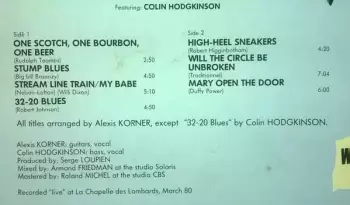 Featuring: COLIN HODGKINSON
Side 1
ONE SCOTCH, ONE BOURBON,
ONE BEER
(Rudolph Toombs) 2:50
STUMP BLUES
(Big bill Broonzy) 4:50
STREAM LINE TRAIN/MY BABE
(Nelson-Lofton) (Willi Dixon) 5:10
32-20 BLUES
(Robert Johnson) 4:50
Side 2
HIGH-HEEL SNEAKERS
(Robert Higginbotham) 4:20
WILL THE CIRCLE BE
UNBROKEN
(Traditionnel) 7:04
MARY OPEN THE DOOR
(Duffy Power) 6:00
All titles arranged by Alexis KORNER, except "32-20 Blues" by Colin HODGKINSON.
Alexis KORNER: guitars, vocal
Colin HODGKINSON: bass, vocal
Produced by: Serge LOUPIEN
Mixed by: Armand FRIEDMAN at the studio Solaris
Mastered by: Roland MICHEL at the studio CBS
Recorded "live" at La Chapelle des Lombards, March 80